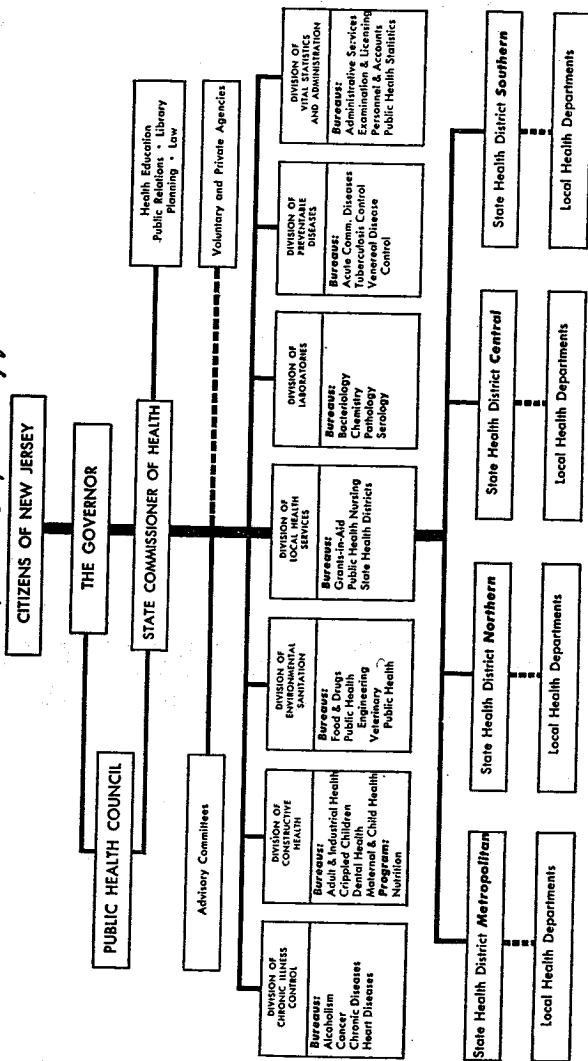 CITIZENS OF NEW JERSEY
THE GOVERNOR
PUBLIC HEALTH COUNCIL
STATE COMMISSIONER OF HEALTH
Health Education
Public Relations • Library
Planning • Law
Advisory Committees
Voluntary and Private Agencies
DIVISION OF
CHRONIC ILLNESS
CONTROL
Bureaus:
Alcoholism
Cancer
Chronic Diseases
Heart Diseases
DIVISION OF
CONSTRUCTIVE
HEALTH
Bureaus:
Adult & Industrial Health
Crippled Children
Dental Health
Maternal & Child Health
Program:
Nutrition
DIVISION OF
ENVIRONMENTAL
SANITATION
Bureaus:
Food & Drugs
Public Health
Engineering
Veterinary
Public Health
DIVISION OF
LOCAL HEALTH
SERVICES
Bureaus:
Grants-in-Aid
Public Health Nursing
State Health Districts
DIVISION OF
LABORATORIES
Bureaus:
Bacteriology
Chemistry
Pathology
Serology
DIVISION OF
PREVENTABLE
DISEASES
Bureaus:
Acute Comm. Diseases
Tuberculosis Control
Venereal Disease
Control
DIVISION OF
VITAL STATISTICS
AND ADMINISTRATION
Bureaus:
Administrative Services
Examination & Licensing
Personnel & Accounts
Public Health Statistics
State Health District Metropolitan
State Health District Northern
State Health District Central
State Health District Southern
Local Health Departments
Local Health Departments
Local Health Departments
Local Health Departments